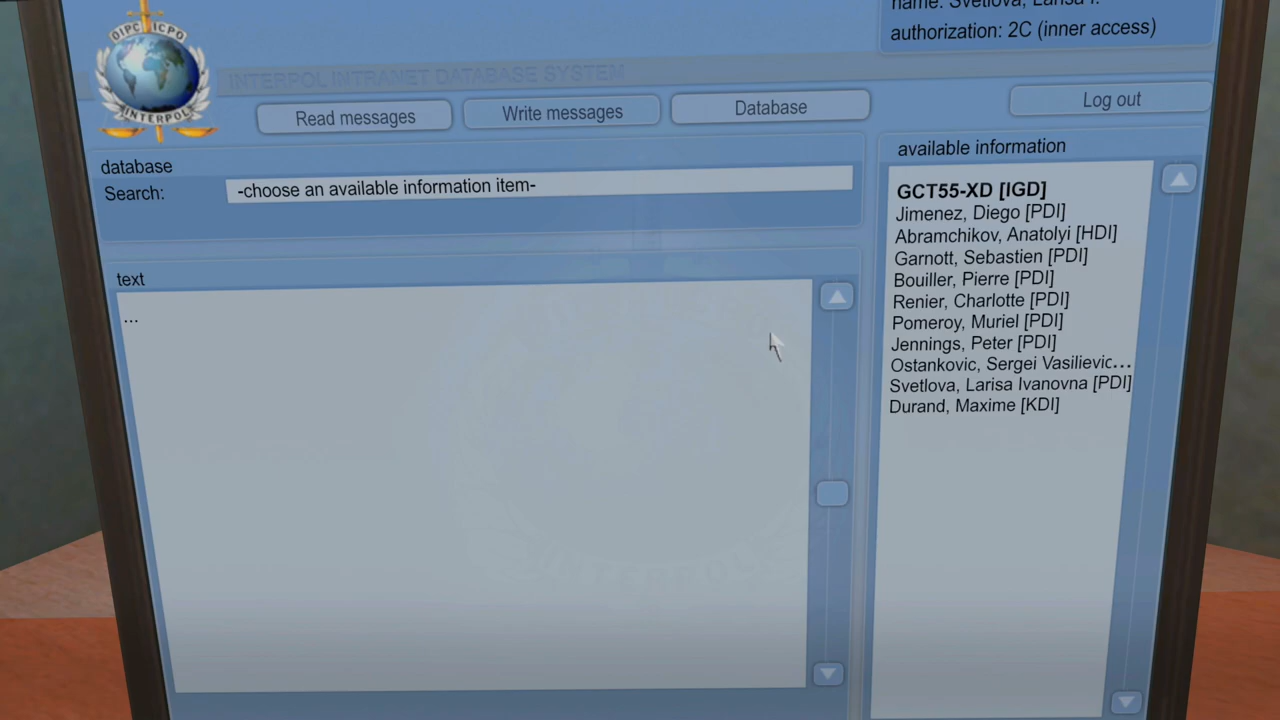 name: Svetlova, Larisa I.
authorization: 2C (inner access)
OIPC ICPO
INTERPOL
INTERPOL INTRANET DATABASE SYSTEM
Read messages
Write messages
Database
Log out
database
Search:
-choose an available information item-
text
...
available information
GCT55-XD [IGD]
Jimenez, Diego [PDI]
Abramchikov, Anatolyi [HDI]
Garnott, Sebastien [PDI]
Bouiller, Pierre [PDI]
Renier, Charlotte [PDI]
Pomeroy, Muriel [PDI]
Jennings, Peter [PDI]
Ostankovic, Sergei Vasilievic...
Svetlova, Larisa Ivanovna [PDI]
Durand, Maxime [KDI]
INTERPOL